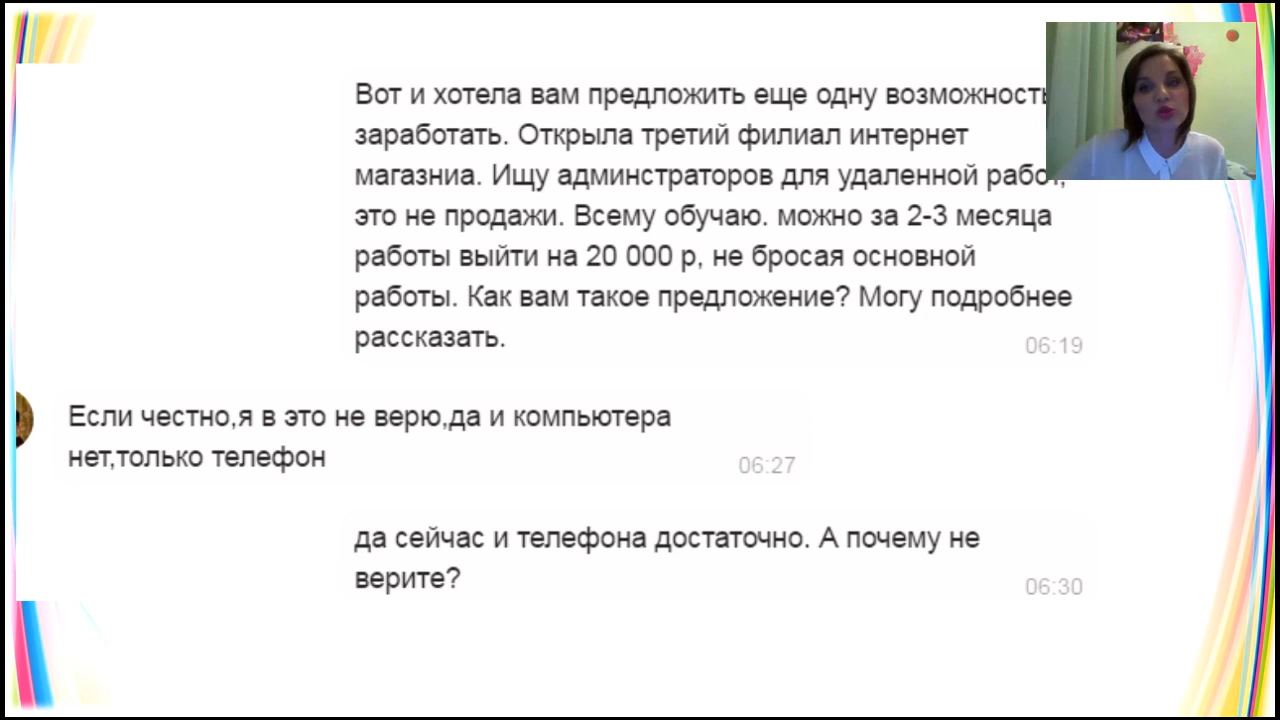 Вот и хотела вам предложить еще одну возможность
заработать. Открыла третий филиал интернет
магазниа. Ищу админстраторов для удаленной работ,
это не продажи. Всему обучаю. можно за 2-3 месяца
работы выйти на 20 000 р, не бросая основной
работы. Как вам такое предложение? Могу подробнее
рассказать.
06:19
Если честно,я в это не верю,да и компьютера
нет,только телефон
06:27
да сейчас и телефона достаточно. А почему не
верите?
06:30